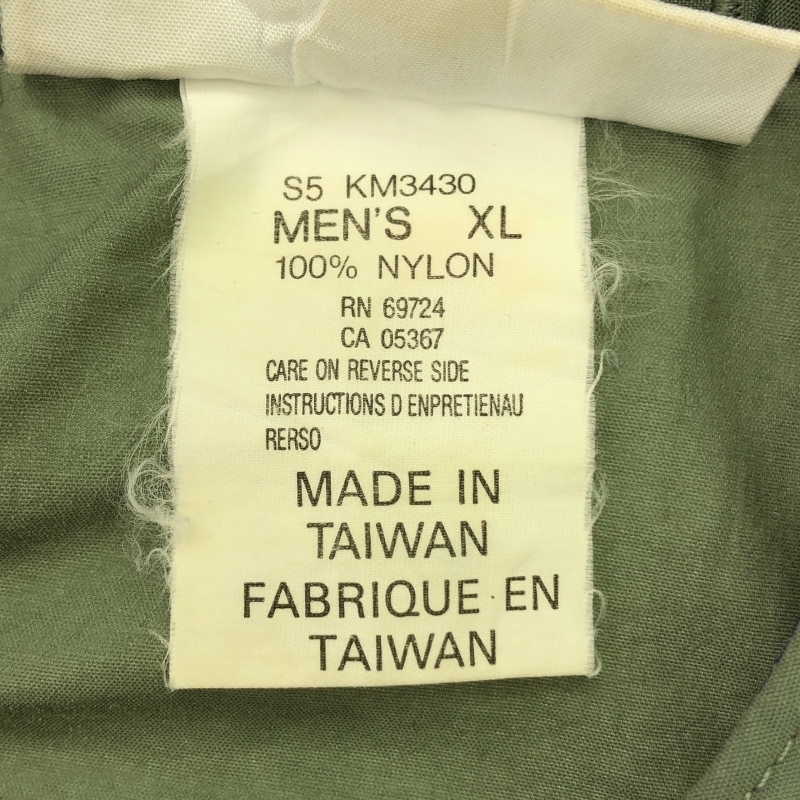 S5 KM3430
MEN'S XL
100% NYLON
RN 69724
CA 05367
CARE ON REVERSE SIDE
INSTRUCTIONS D ENPRETIENAU
RERSO
MADE IN
TAIWAN
FABRIQUE·EN
TAIWAN